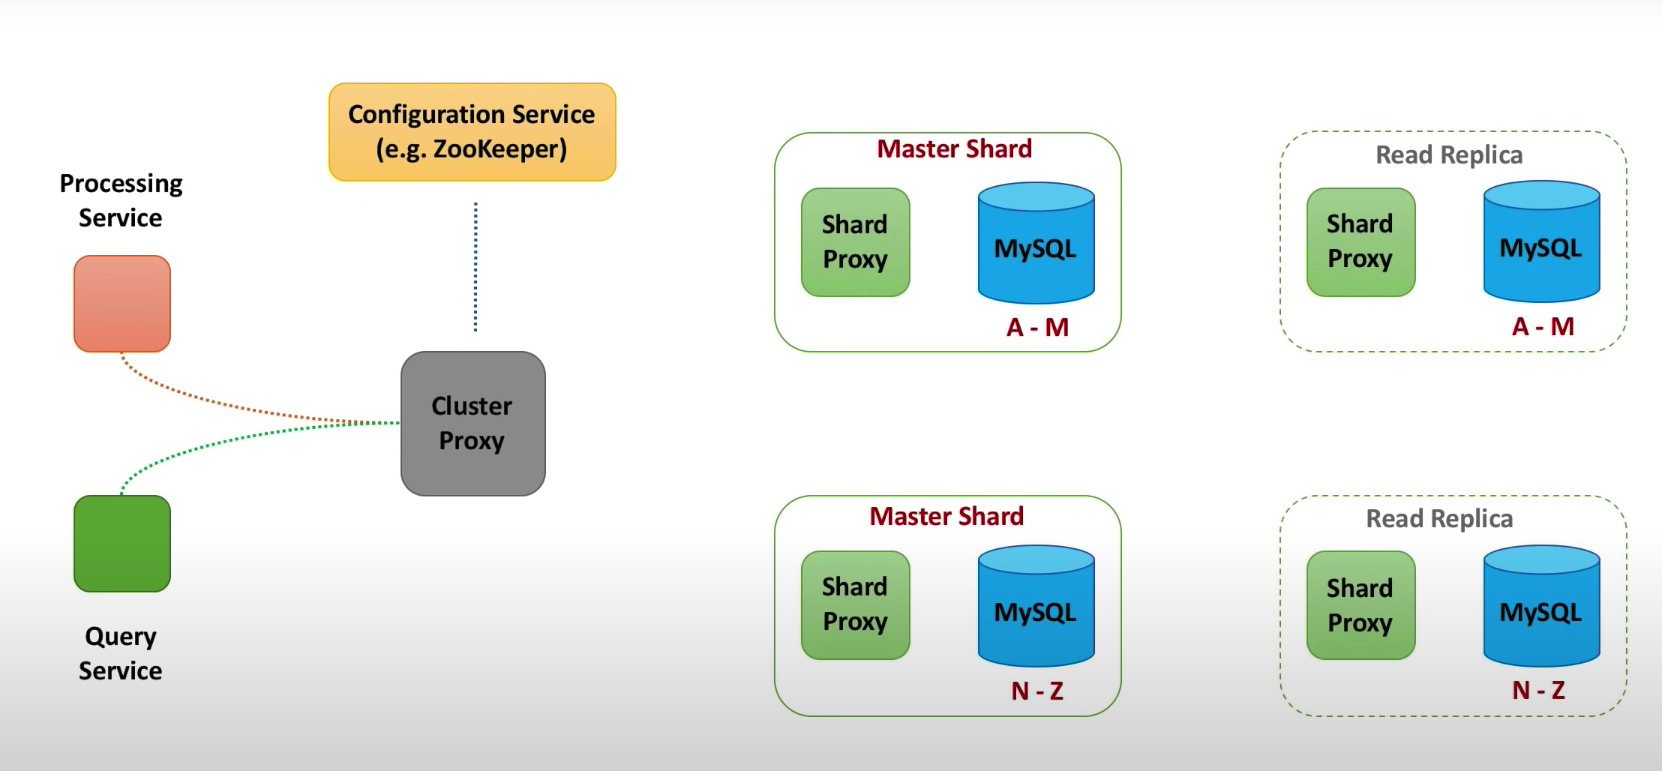 Configuration Service
(e.g. ZooKeeper)
Processing
Service
Cluster
Proxy
Query
Service
Master Shard
Shard
Proxy
MySQL
A - M
Read Replica
Shard
Proxy
MySQL
A - M
Master Shard
Shard
Proxy
MySQL
N - Z
Read Replica
Shard
Proxy
MySQL
N - Z